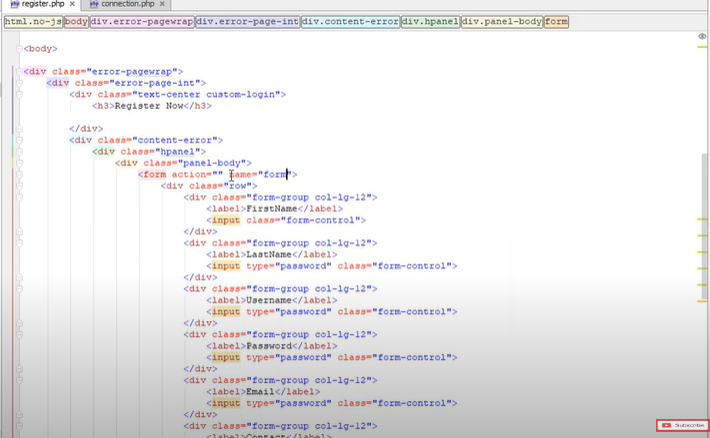 register.php × connection.php ×
html.no-js body div.error-pagewrap div.error-page-int div.content-error div.hpanel div.panel-body form
<body>
<div class="error-pagewrap">
<div class="error-page-int">
<div class="text-center custom-login">
<h3>Register Now</h3>
</div>
<div class="content-error">
<div class="hpanel">
<div class="panel-body">
<form action="" name="form">
<div class="row">
<div class="form-group col-lg-12">
<label>FirstName</label>
<input class="form-control">
</div>
<div class="form-group col-lg-12">
<label>LastName</label>
<input type="password" class="form-control">
</div>
<div class="form-group col-lg-12">
<label>Username</label>
<input type="password" class="form-control">
</div>
<div class="form-group col-lg-12">
<label>Password</label>
<input type="password" class="form-control">
</div>
<div class="form-group col-lg-12">
<label>Email</label>
<input type="password" class="form-control">
</div>
<div class="form-group col-lg-12">
<label>Contact</label>
Subscribe